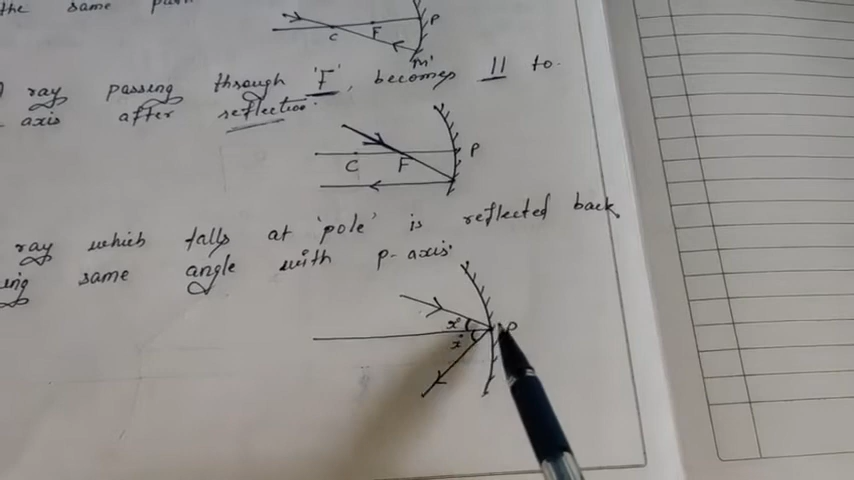 the same
C F P
M'
ray passing through 'F', becomes || to
axis after reflection.
C F P
ray which falls at 'pole' is reflected back
same angle with p-axis.
x°
x° P